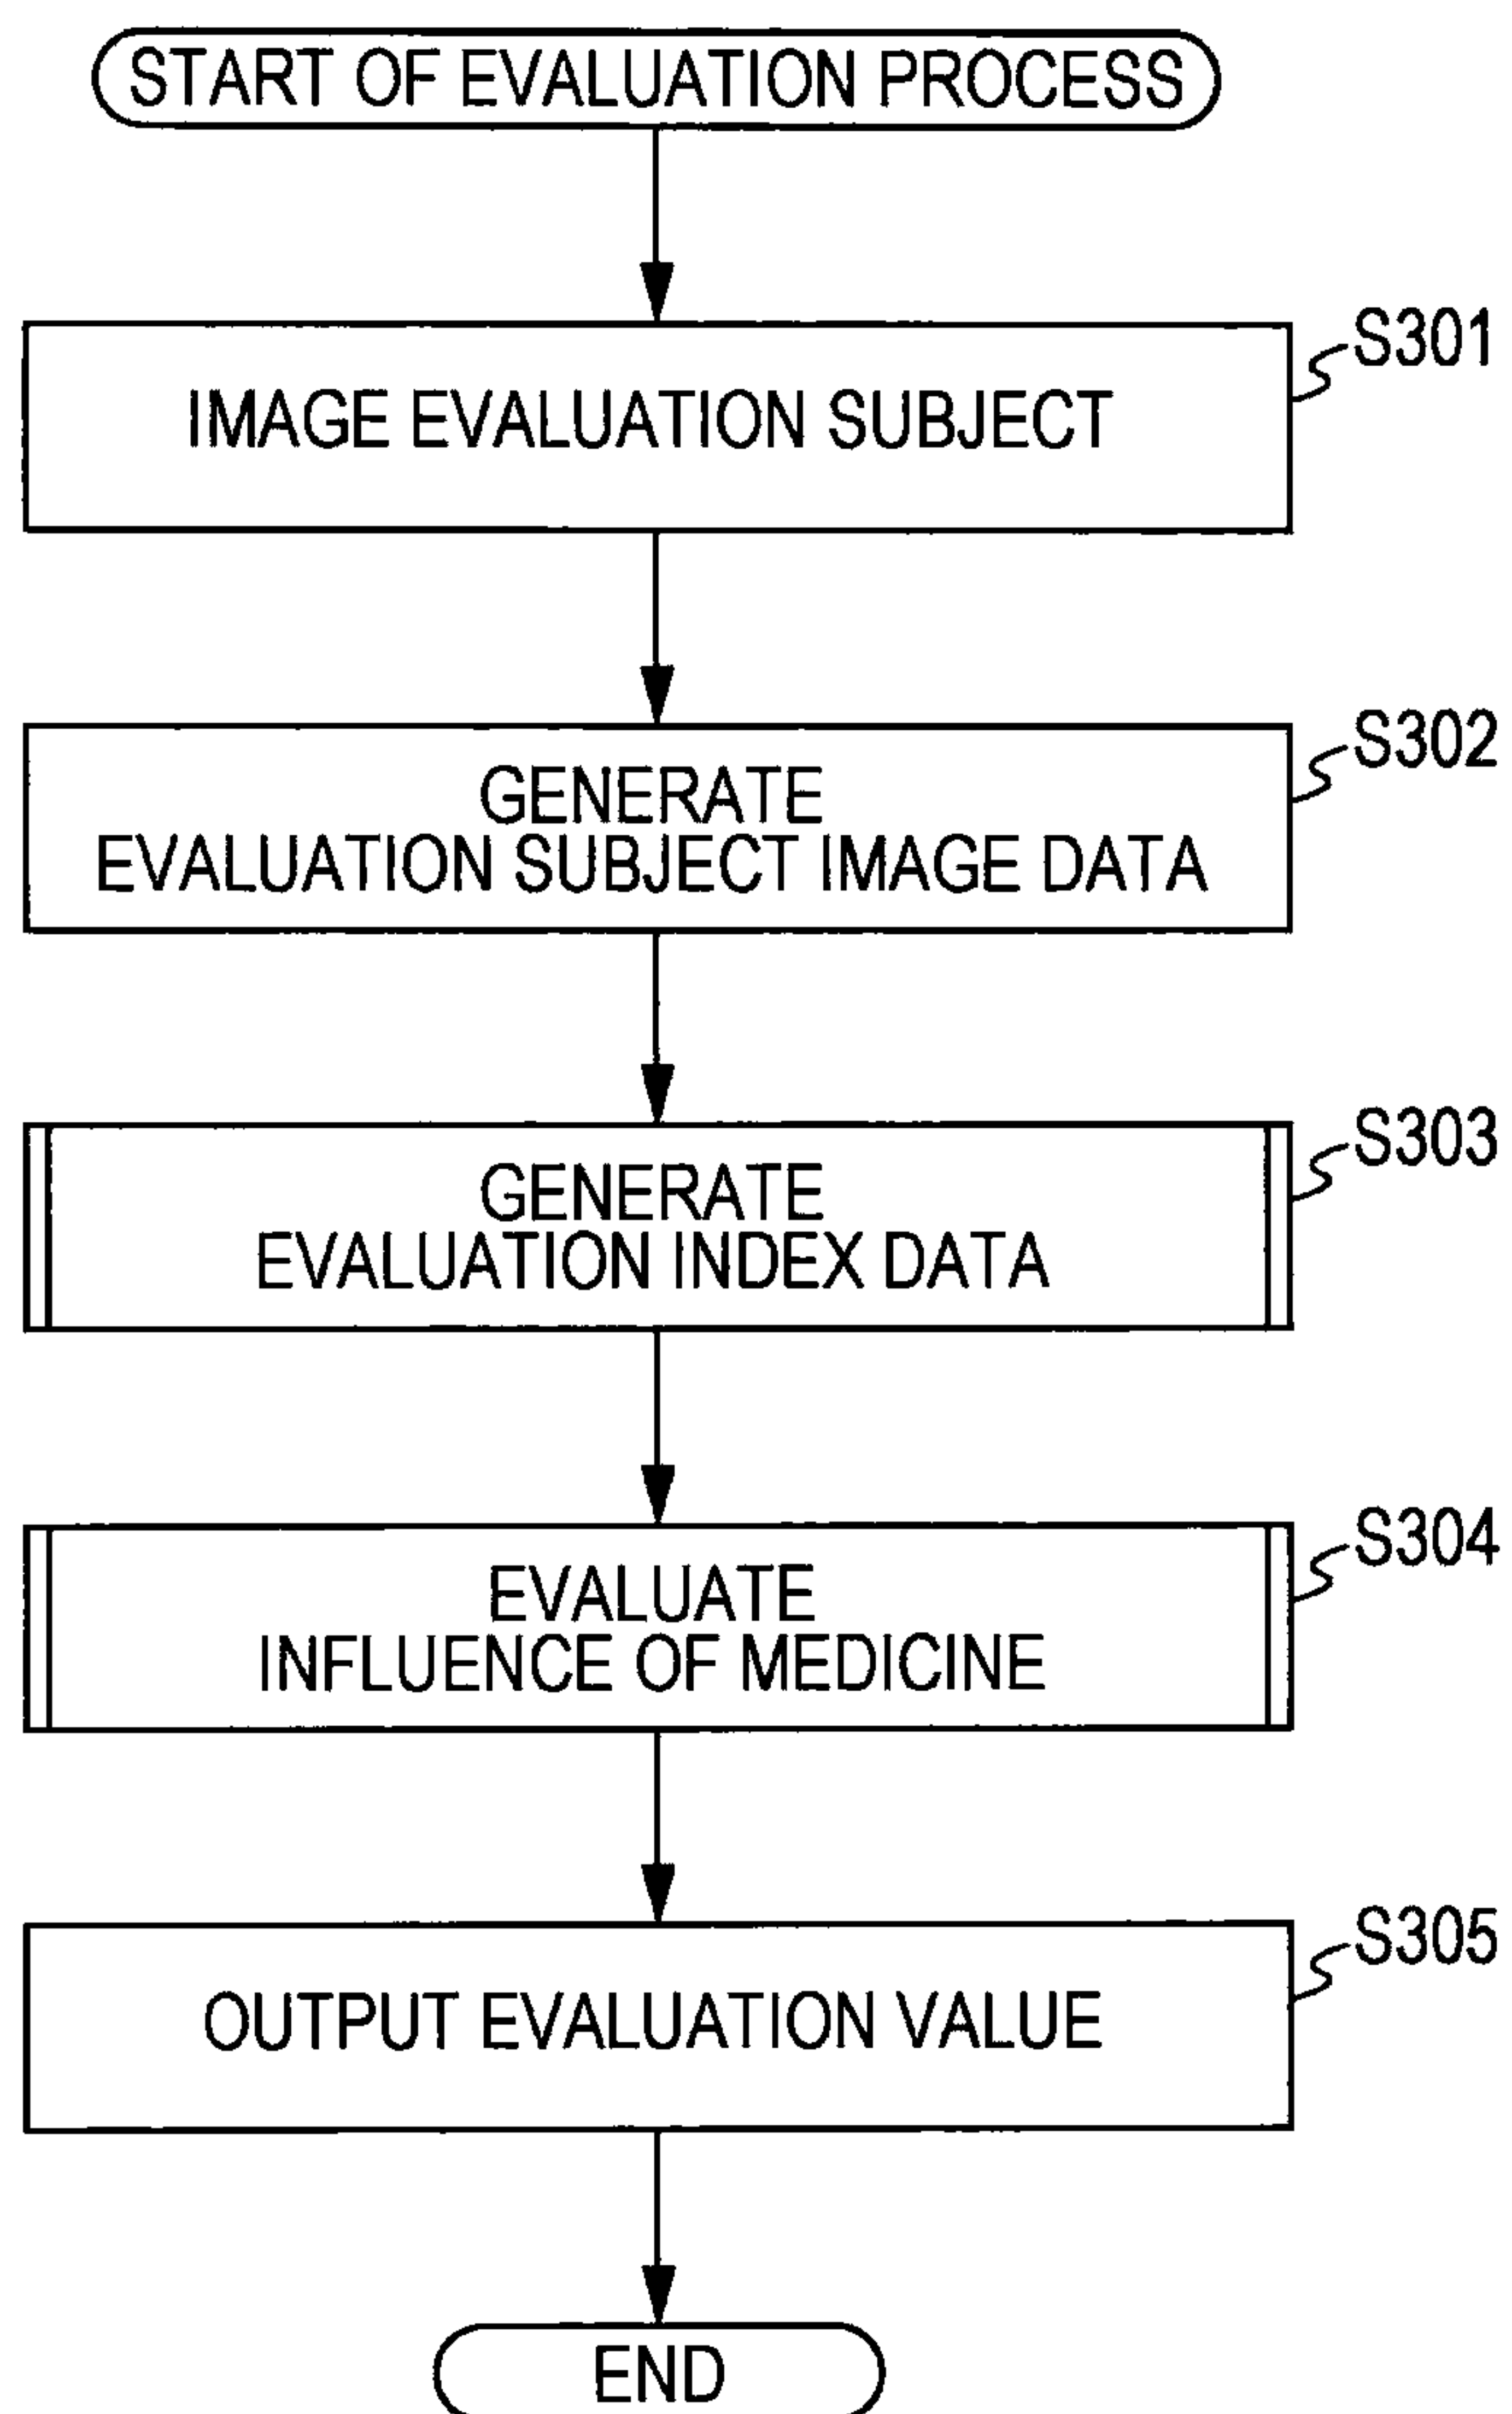 START OF EVALUATION PROCESS
S301
IMAGE EVALUATION SUBJECT
S302
GENERATE
EVALUATION SUBJECT IMAGE DATA
S303
GENERATE
EVALUATION INDEX DATA
S304
EVALUATE
INFLUENCE OF MEDICINE
S305
OUTPUT EVALUATION VALUE
END